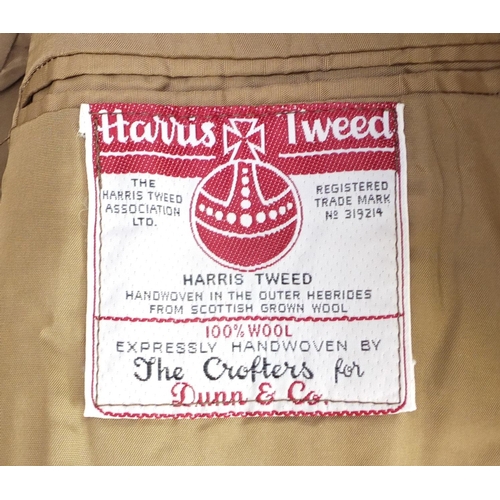 Harris Tweed
THE
HARRIS TWEED
ASSOCIATION
LTD.
REGISTERED
TRADE MARK
Nº 319214
HARRIS TWEED
HANDWOVEN IN THE OUTER HEBRIDES
FROM SCOTTISH GROWN WOOL
100% WOOL
EXPRESSLY HANDWOVEN BY
The Crofters for
Dunn & Co.